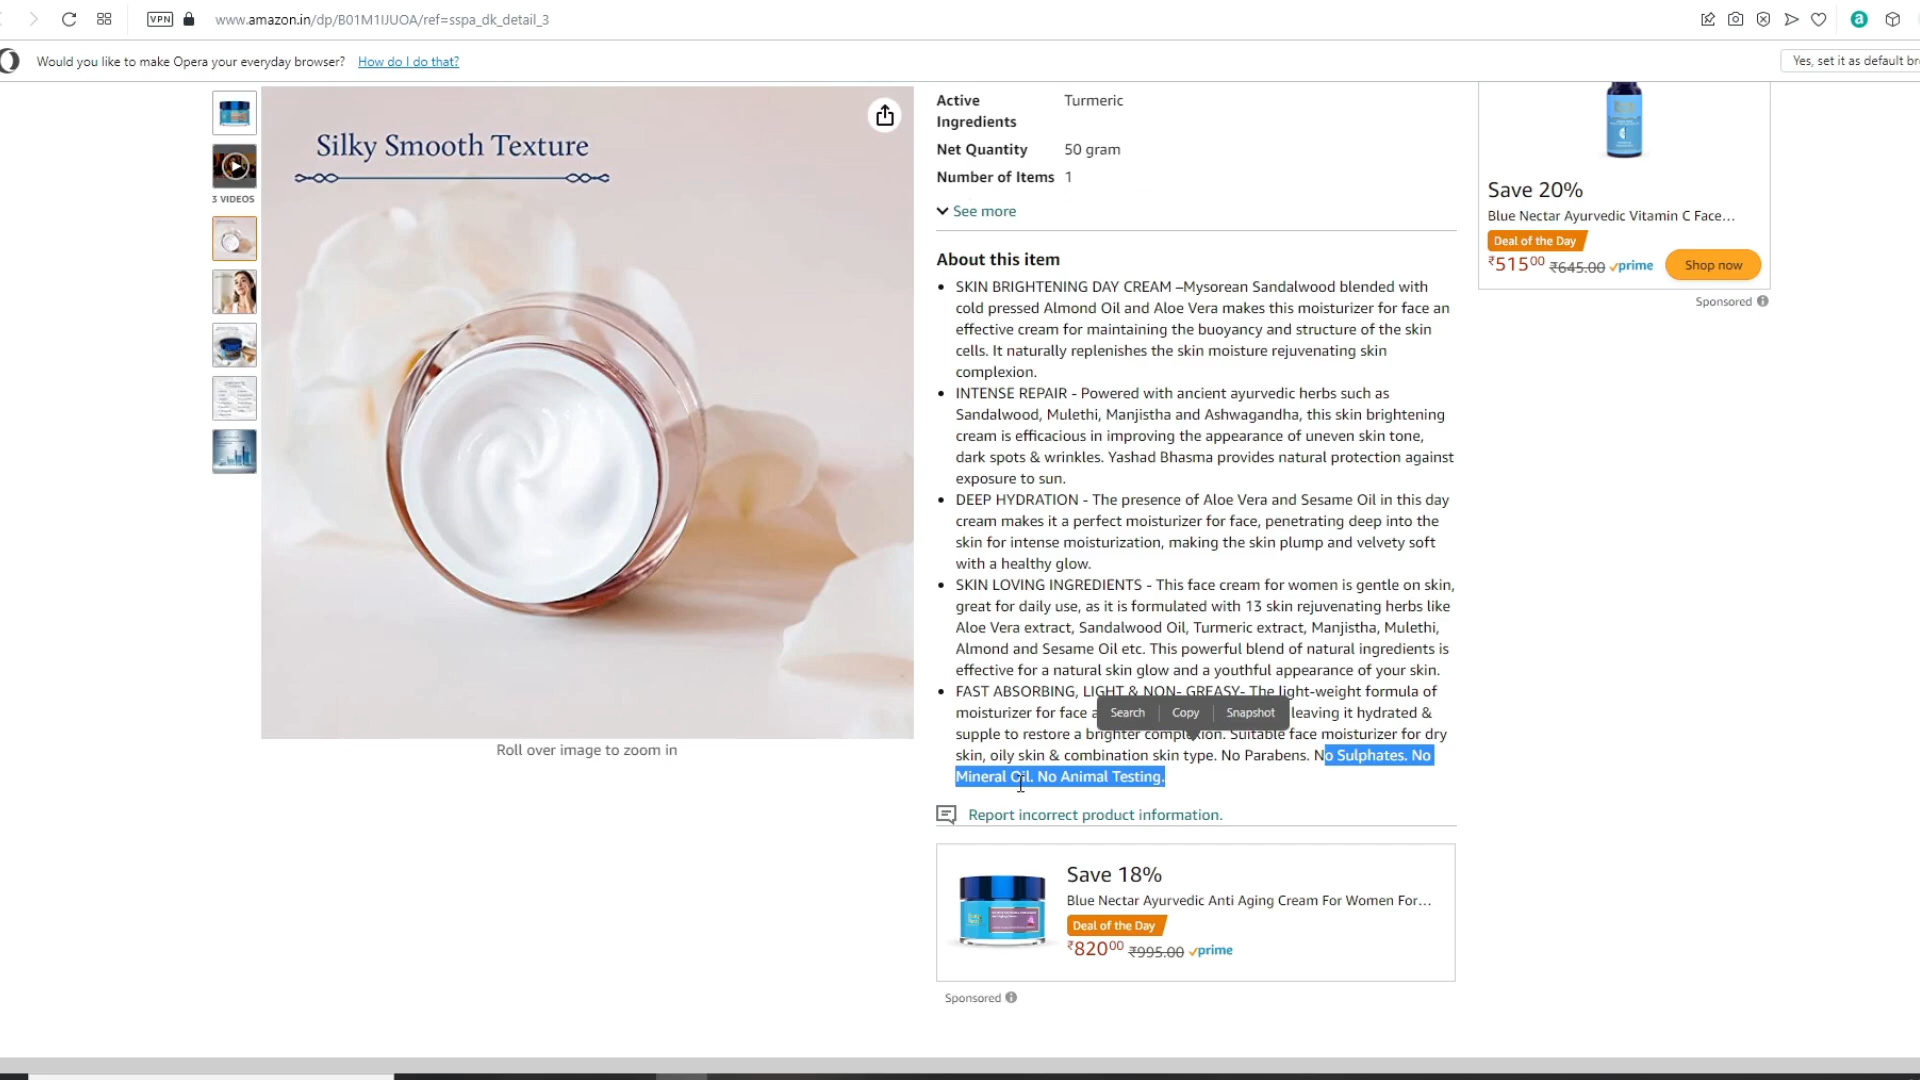 VPN
www.amazon.in/dp/B01M1IJUOA/ref=sspa_dk_detail_3
Would you like to make Opera your everyday browser? How do I do that?
Yes, set it as default br
3 VIDEOS
Silky Smooth Texture
Roll over image to zoom in
Active Ingredients Turmeric
Net Quantity 50 gram
Number of Items 1
See more
About this item
SKIN BRIGHTENING DAY CREAM –Mysorean Sandalwood blended with
cold pressed Almond Oil and Aloe Vera makes this moisturizer for face an
effective cream for maintaining the buoyancy and structure of the skin
cells. It naturally replenishes the skin moisture rejuvenating skin
complexion.
INTENSE REPAIR - Powered with ancient ayurvedic herbs such as
Sandalwood, Mulethi, Manjistha and Ashwagandha, this skin brightening
cream is efficacious in improving the appearance of uneven skin tone,
dark spots & wrinkles. Yashad Bhasma provides natural protection against
exposure to sun.
DEEP HYDRATION - The presence of Aloe Vera and Sesame Oil in this day
cream makes it a perfect moisturizer for face, penetrating deep into the
skin for intense moisturization, making the skin plump and velvety soft
with a healthy glow.
SKIN LOVING INGREDIENTS - This face cream for women is gentle on skin,
great for daily use, as it is formulated with 13 skin rejuvenating herbs like
Aloe Vera extract, Sandalwood Oil, Turmeric extract, Manjistha, Mulethi,
Almond and Sesame Oil etc. This powerful blend of natural ingredients is
effective for a natural skin glow and a youthful appearance of your skin.
FAST ABSORBING, LIGHT & NON- GREASY- The light-weight formula of
moisturizer for face a leaving it hydrated &
Search Copy Snapshot
supple to restore a brighter complexion. Suitable face moisturizer for dry
skin, oily skin & combination skin type. No Parabens. No Sulphates. No
Mineral Oil. No Animal Testing.
Report incorrect product information.
Save 18%
Blue Nectar Ayurvedic Anti Aging Cream For Women For...
Deal of the Day
₹82000 ₹995.00 prime
Sponsored
Save 20%
Blue Nectar Ayurvedic Vitamin C Face...
Deal of the Day
₹51500 ₹645.00 prime Shop now
Sponsored